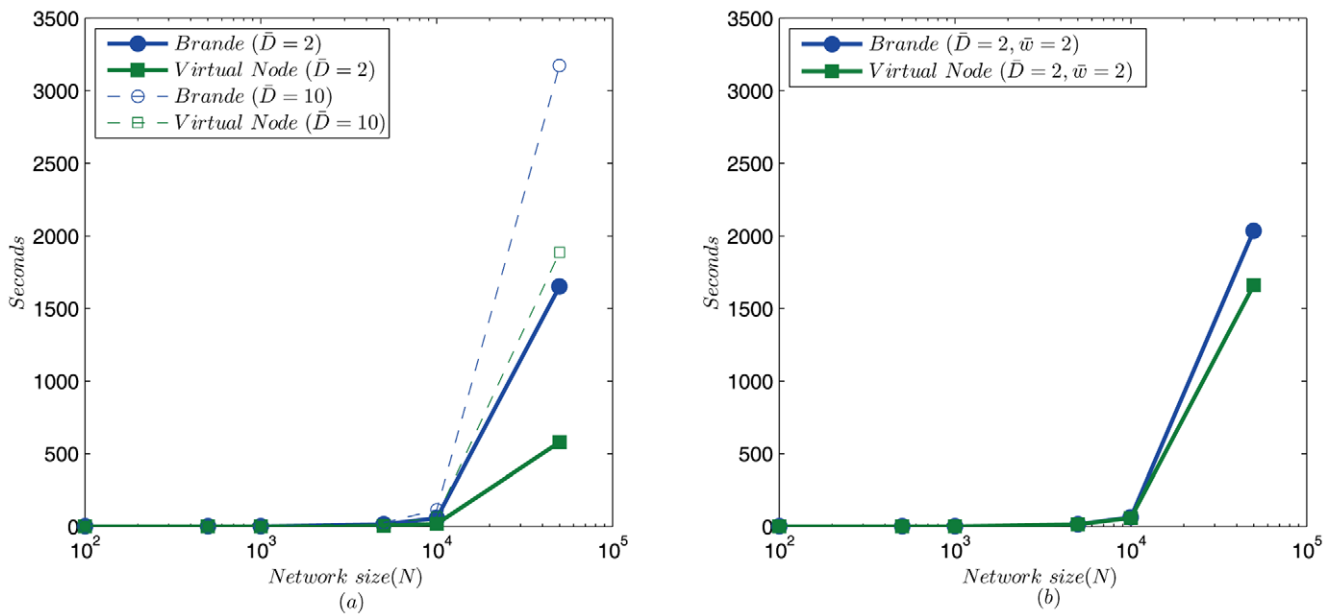 3500
3000
2500
2000
1500
1000
500
0
Seconds
Brande (D̄ = 2)
Virtual Node (D̄ = 2)
Brande (D̄ = 10)
Virtual Node (D̄ = 10)
10² 10³ 10⁴ 10⁵
Network size(N)
(a)
3500
3000
2500
2000
1500
1000
500
0
Seconds
Brande (D̄ = 2, w̄ = 2)
Virtual Node (D̄ = 2, w̄ = 2)
10² 10³ 10⁴ 10⁵
Network size(N)
(b)